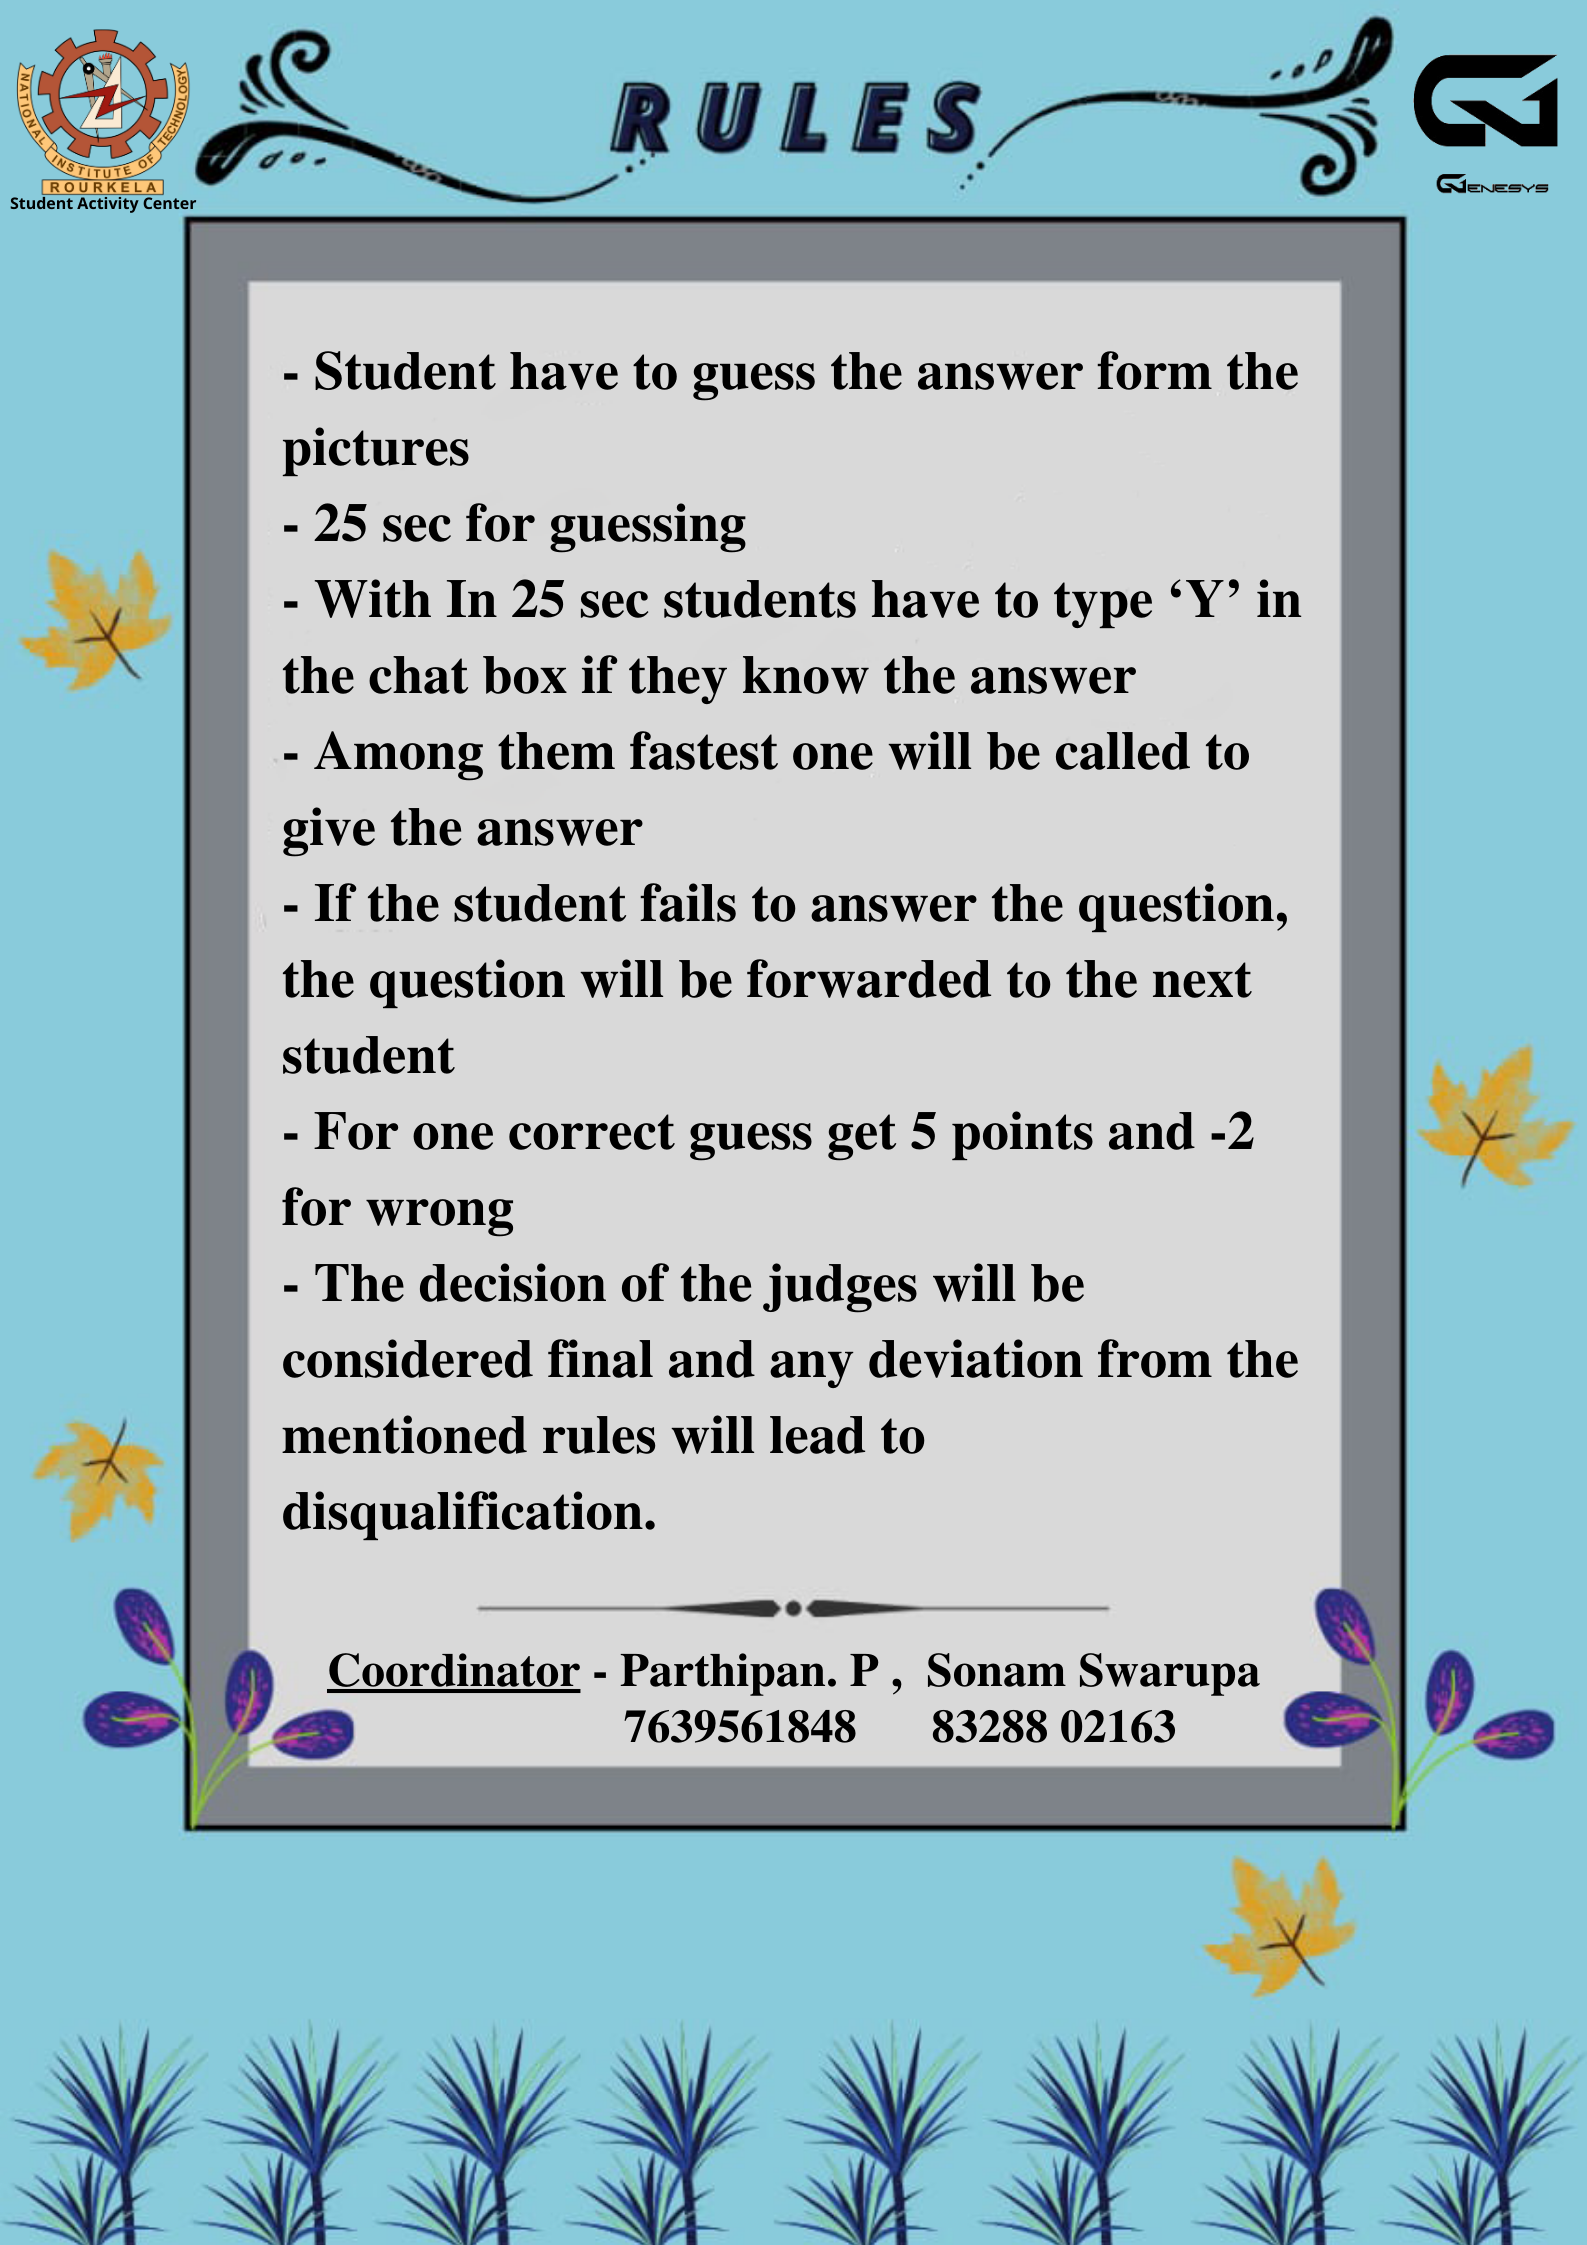 RULES
NATIONAL INSTITUTE OF TECHNOLOGY
ROURKELA
Student Activity Center
GENESYS
- Student have to guess the answer form the
pictures
- 25 sec for guessing
- With In 25 sec students have to type ‘Y’ in
the chat box if they know the answer
- Among them fastest one will be called to
give the answer
- If the student fails to answer the question,
the question will be forwarded to the next
student
- For one correct guess get 5 points and -2
for wrong
- The decision of the judges will be
considered final and any deviation from the
mentioned rules will lead to
disqualification.
Coordinator - Parthipan. P , Sonam Swarupa
7639561848 83288 02163